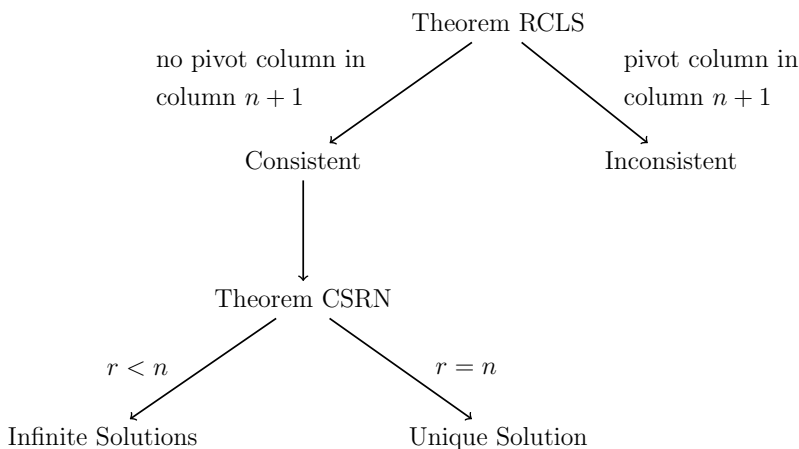 Theorem RCLS
no pivot column in
column n + 1
pivot column in
column n + 1
Consistent
Inconsistent
Theorem CSRN
r < n
r = n
Infinite Solutions
Unique Solution